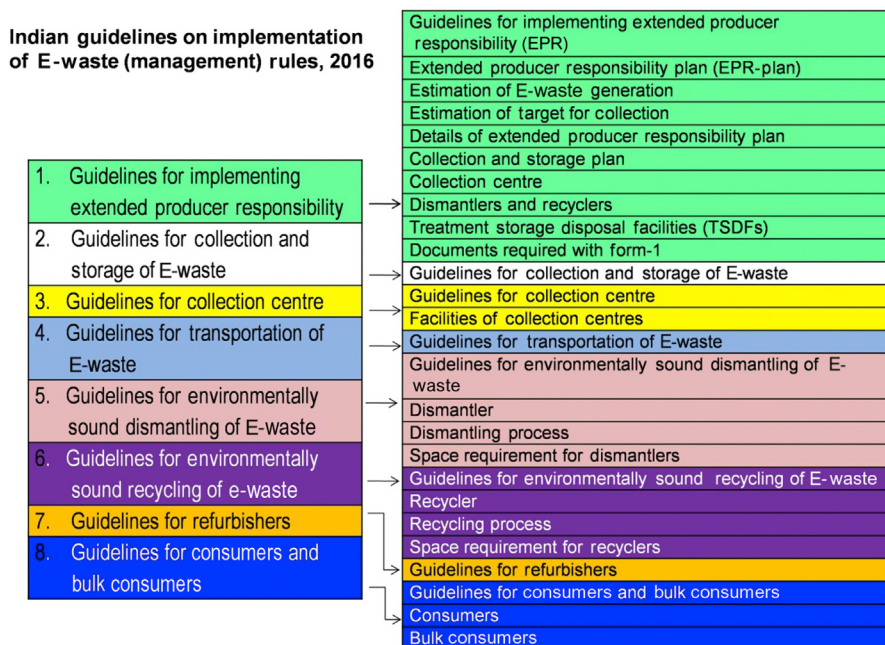 Indian guidelines on implementation
of E-waste (management) rules, 2016
1. Guidelines for implementing
extended producer responsibility
2. Guidelines for collection and
storage of E-waste
3. Guidelines for collection centre
4. Guidelines for transportation of
E-waste
5. Guidelines for environmentally
sound dismantling of E-waste
6. Guidelines for environmentally
sound recycling of e-waste
7. Guidelines for refurbishers
8. Guidelines for consumers and
bulk consumers
Guidelines for implementing extended producer
responsibility (EPR)
Extended producer responsibility plan (EPR-plan)
Estimation of E-waste generation
Estimation of target for collection
Details of extended producer responsibility plan
Collection and storage plan
Collection centre
Dismantlers and recyclers
Treatment storage disposal facilities (TSDFs)
Documents required with form-1
Guidelines for collection and storage of E-waste
Guidelines for collection centre
Facilities of collection centres
Guidelines for transportation of E-waste
Guidelines for environmentally sound dismantling of E-
waste
Dismantler
Dismantling process
Space requirement for dismantlers
Guidelines for environmentally sound recycling of E-waste
Recycler
Recycling process
Space requirement for recyclers
Guidelines for refurbishers
Guidelines for consumers and bulk consumers
Consumers
Bulk consumers